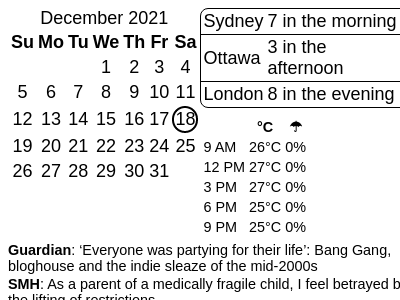 December 2021
Su Mo Tu We Th Fr Sa
1 2 3 4
5 6 7 8 9 10 11
12 13 14 15 16 17 18
19 20 21 22 23 24 25
26 27 28 29 30 31
Sydney 7 in the morning
Ottawa 3 in the
afternoon
London 8 in the evening
°C ☂
9 AM 26°C 0%
12 PM 27°C 0%
3 PM 27°C 0%
6 PM 25°C 0%
9 PM 25°C 0%
Guardian: ‘Everyone was partying for their life’: Bang Gang,
bloghouse and the indie sleaze of the mid-2000s
SMH: As a parent of a medically fragile child, I feel betrayed b
the lifting of restrictions